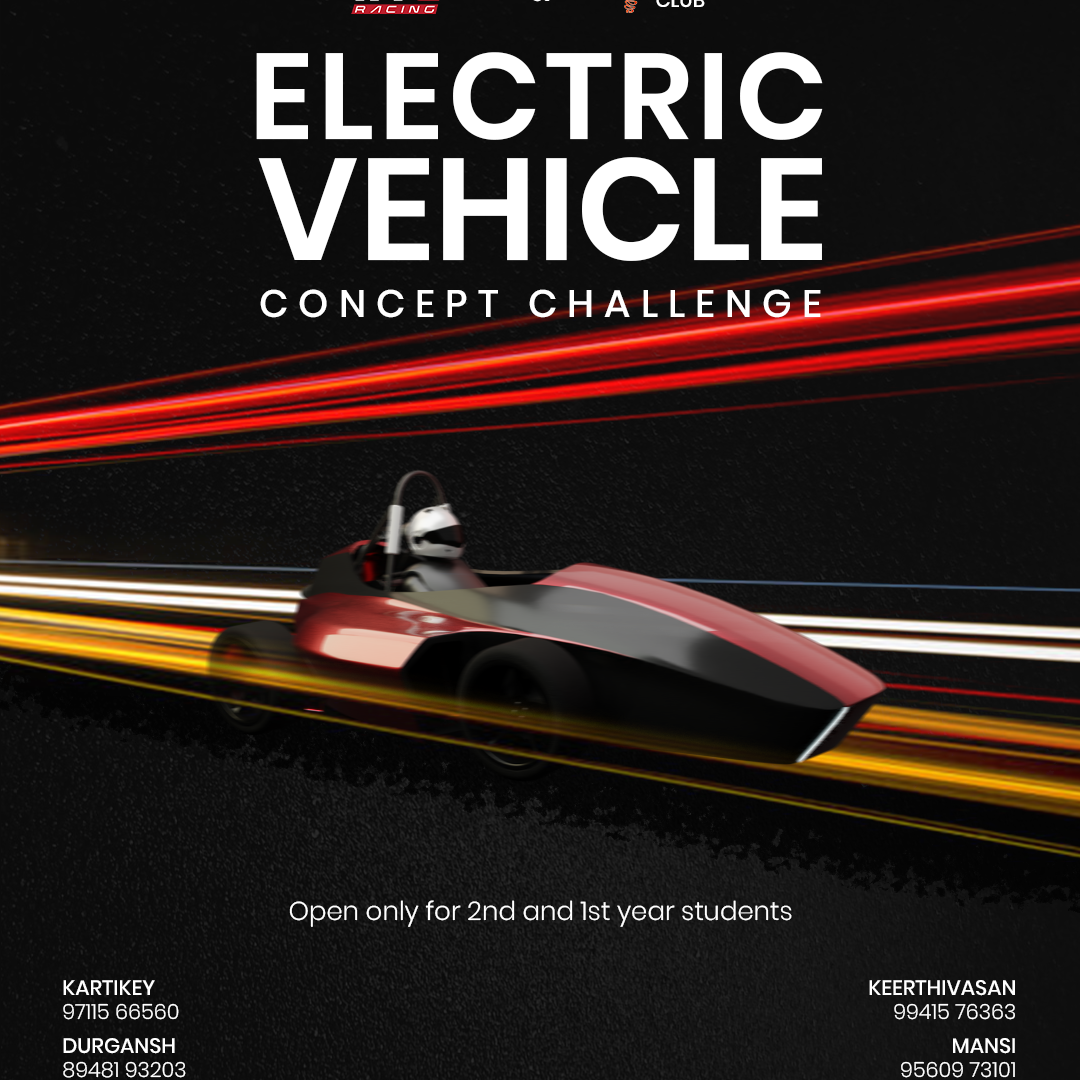 RACING
CLUB
ELECTRIC
VEHICLE
CONCEPT CHALLENGE
Open only for 2nd and 1st year students
KARTIKEY
97115 66560
DURGANSH
89481 93203
KEERTHIVASAN
99415 76363
MANSI
95609 73101